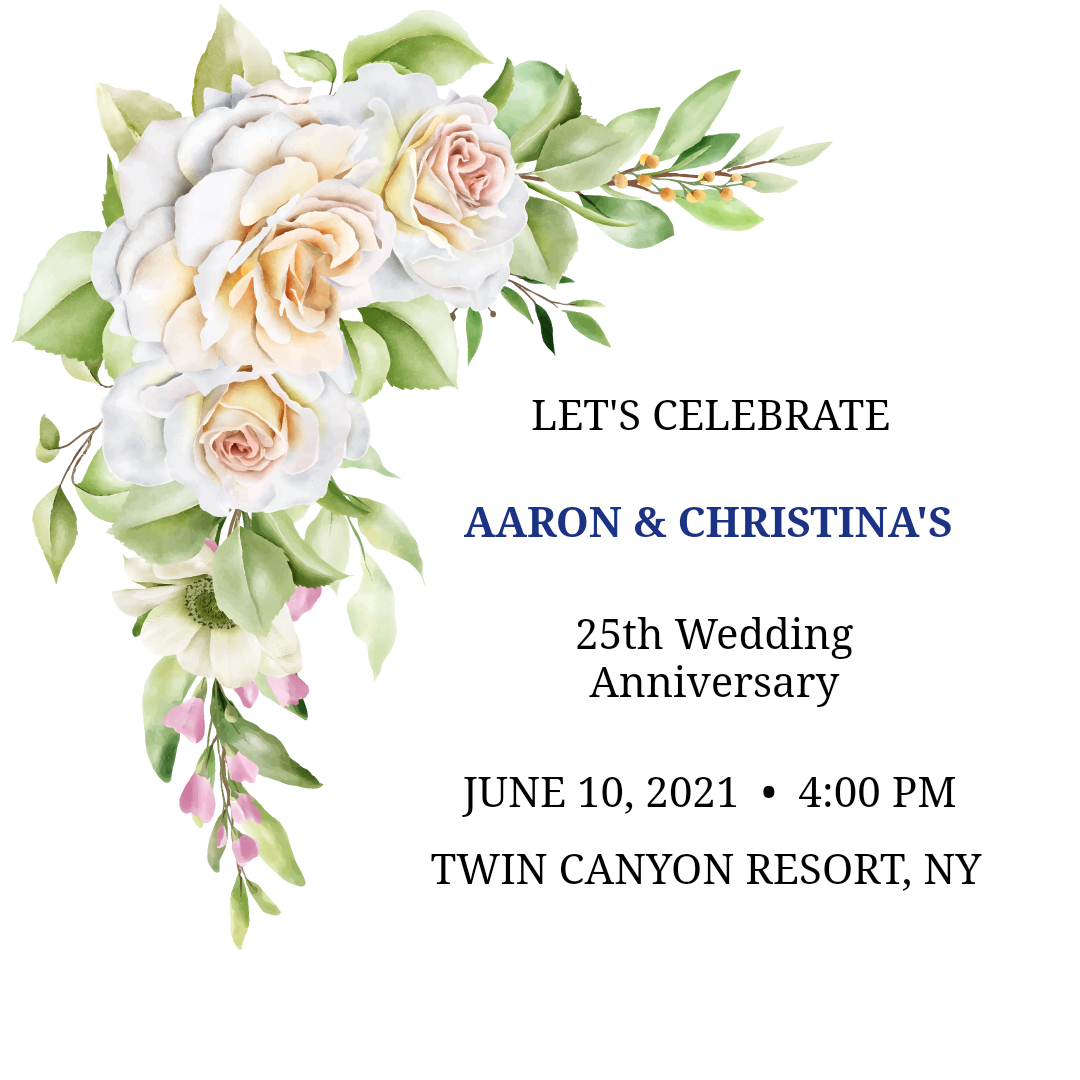 LET'S CELEBRATE
AARON & CHRISTINA'S
25th Wedding
Anniversary
JUNE 10, 2021 • 4:00 PM
TWIN CANYON RESORT, NY